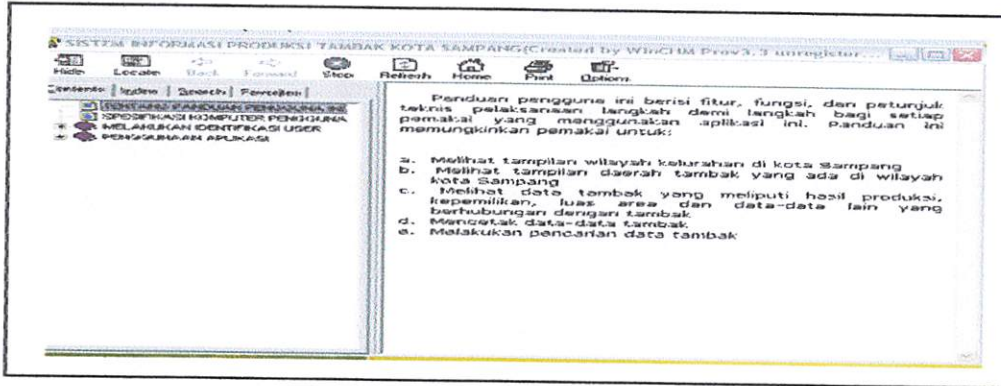 SISTEM INFORMASI PRODUKSI TAMBAK KOTA SAMPANG(Created by WinCHM Prov3.3 unregister...
Hide Locate Back Forward Stop Refresh Home Print Options
Contents Index Search Favorites
TENTANG PANDUAN PENGGUNA INI
SPESIFIKASI KOMPUTER PENGGUNA
MELAKUKAN IDENTIFIKASI USER
PENGGUNAAN APLIKASI
Panduan pengguna ini berisi fitur, fungsi, dan petunjuk
teknis pelaksanaan langkah demi langkah bagi setiap
pemakai yang menggunakan aplikasi ini. Panduan ini
memungkinkan pemakai untuk:
a. Melihat tampilan wilayah kelurahan di kota Sampang
b. Melihat tampilan daerah tambak yang ada di wilayah
kota Sampang
c. Melihat data tambak yang meliputi hasil produksi,
kepemilikan, luas area dan data-data lain yang
berhubungan dengan tambak
d. Mencetak data-data tambak
e. Melakukan pencarian data tambak